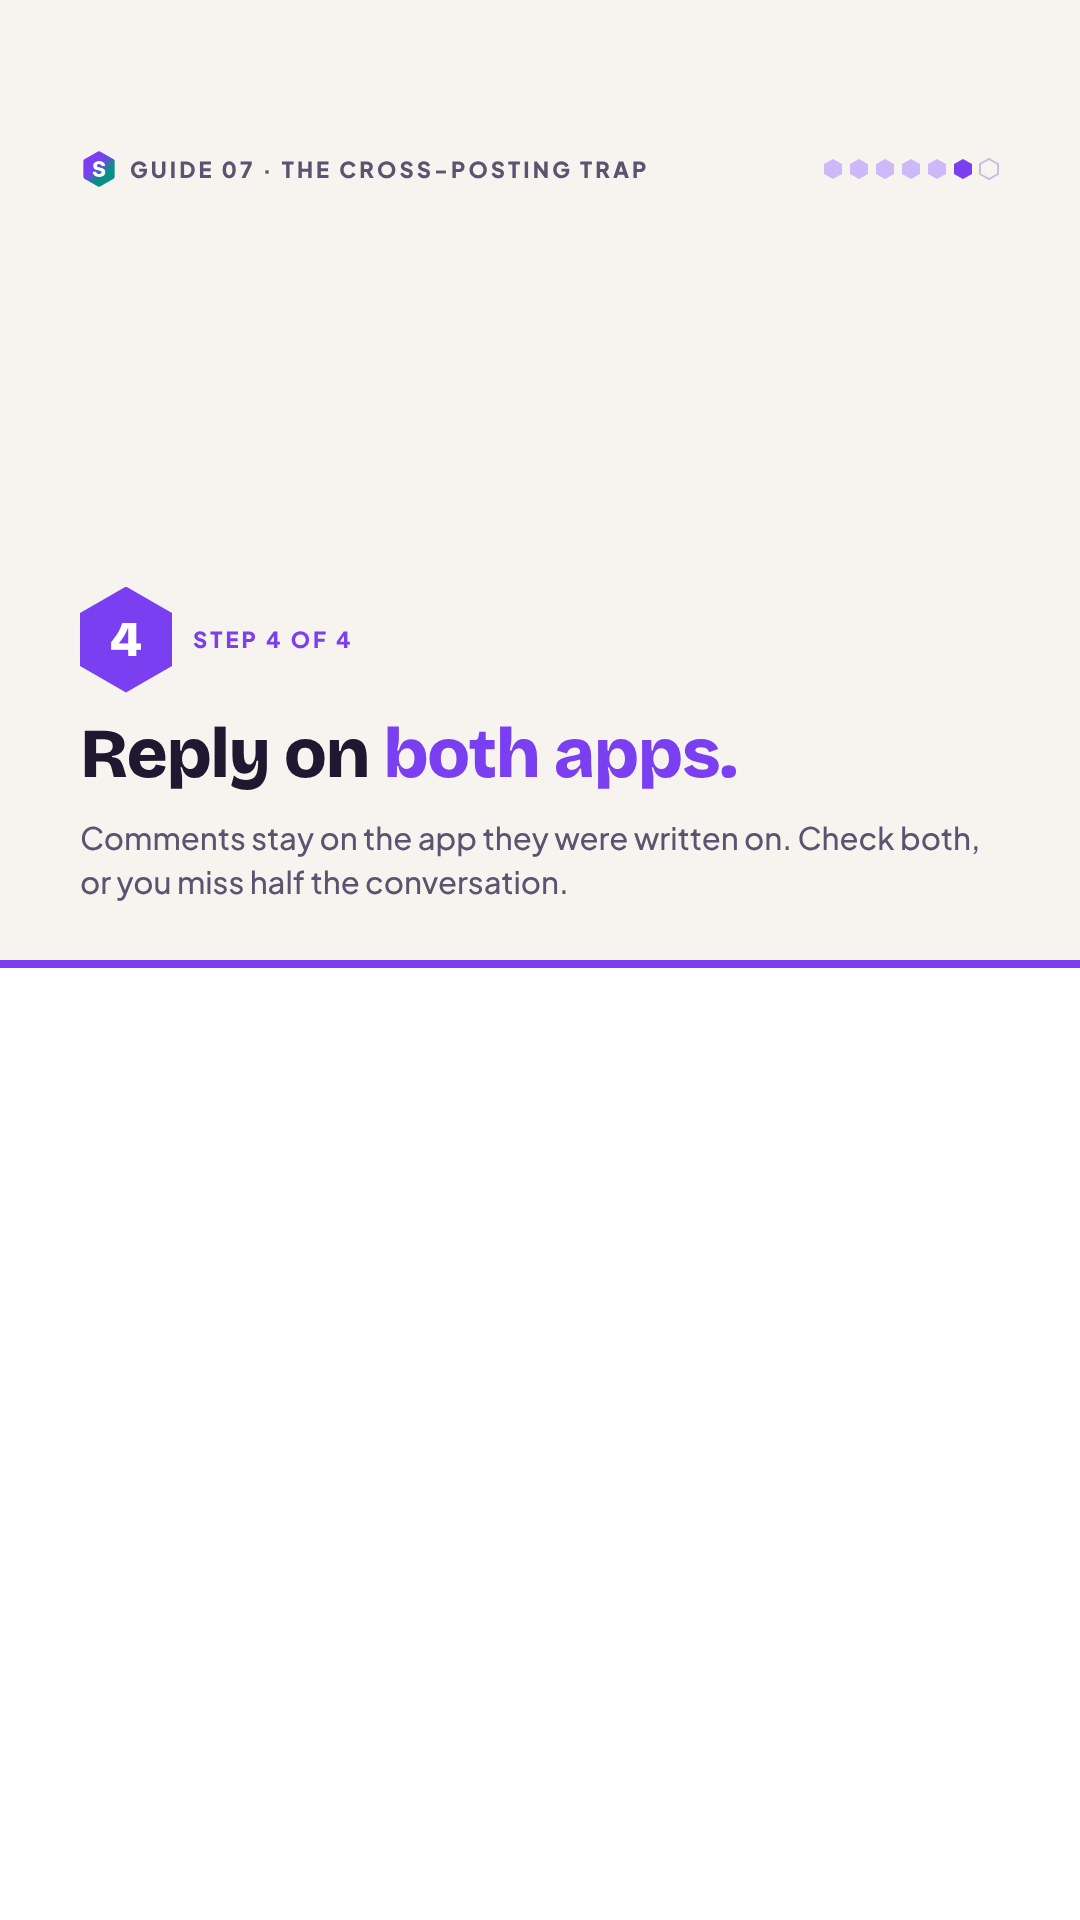 S GUIDE 07 · THE CROSS-POSTING TRAP
4 STEP 4 OF 4
Reply on both apps.
Comments stay on the app they were written on. Check both,
or you miss half the conversation.